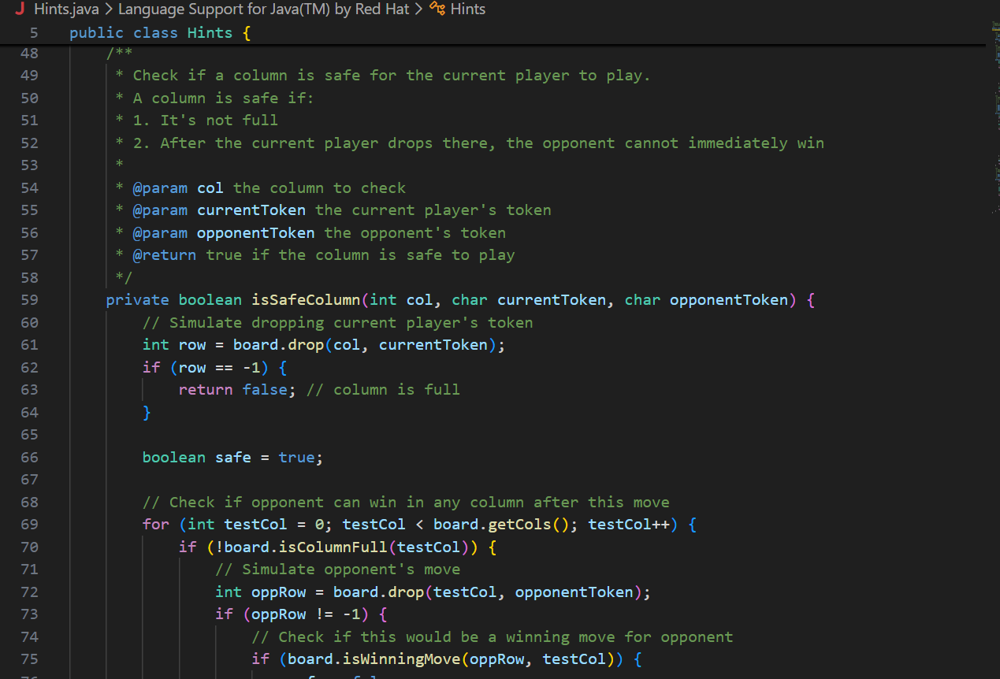 Hints.java > Language Support for Java(TM) by Red Hat > Hints
5 public class Hints {
48 /**
49 * Check if a column is safe for the current player to play.
50 * A column is safe if:
51 * 1. It's not full
52 * 2. After the current player drops there, the opponent cannot immediately win
53 *
54 * @param col the column to check
55 * @param currentToken the current player's token
56 * @param opponentToken the opponent's token
57 * @return true if the column is safe to play
58 */
59 private boolean isSafeColumn(int col, char currentToken, char opponentToken) {
60 // Simulate dropping current player's token
61 int row = board.drop(col, currentToken);
62 if (row == -1) {
63 return false; // column is full
64 }
65
66 boolean safe = true;
67
68 // Check if opponent can win in any column after this move
69 for (int testCol = 0; testCol < board.getCols(); testCol++) {
70 if (!board.isColumnFull(testCol)) {
71 // Simulate opponent's move
72 int oppRow = board.drop(testCol, opponentToken);
73 if (oppRow != -1) {
74 // Check if this would be a winning move for opponent
75 if (board.isWinningMove(oppRow, testCol)) {